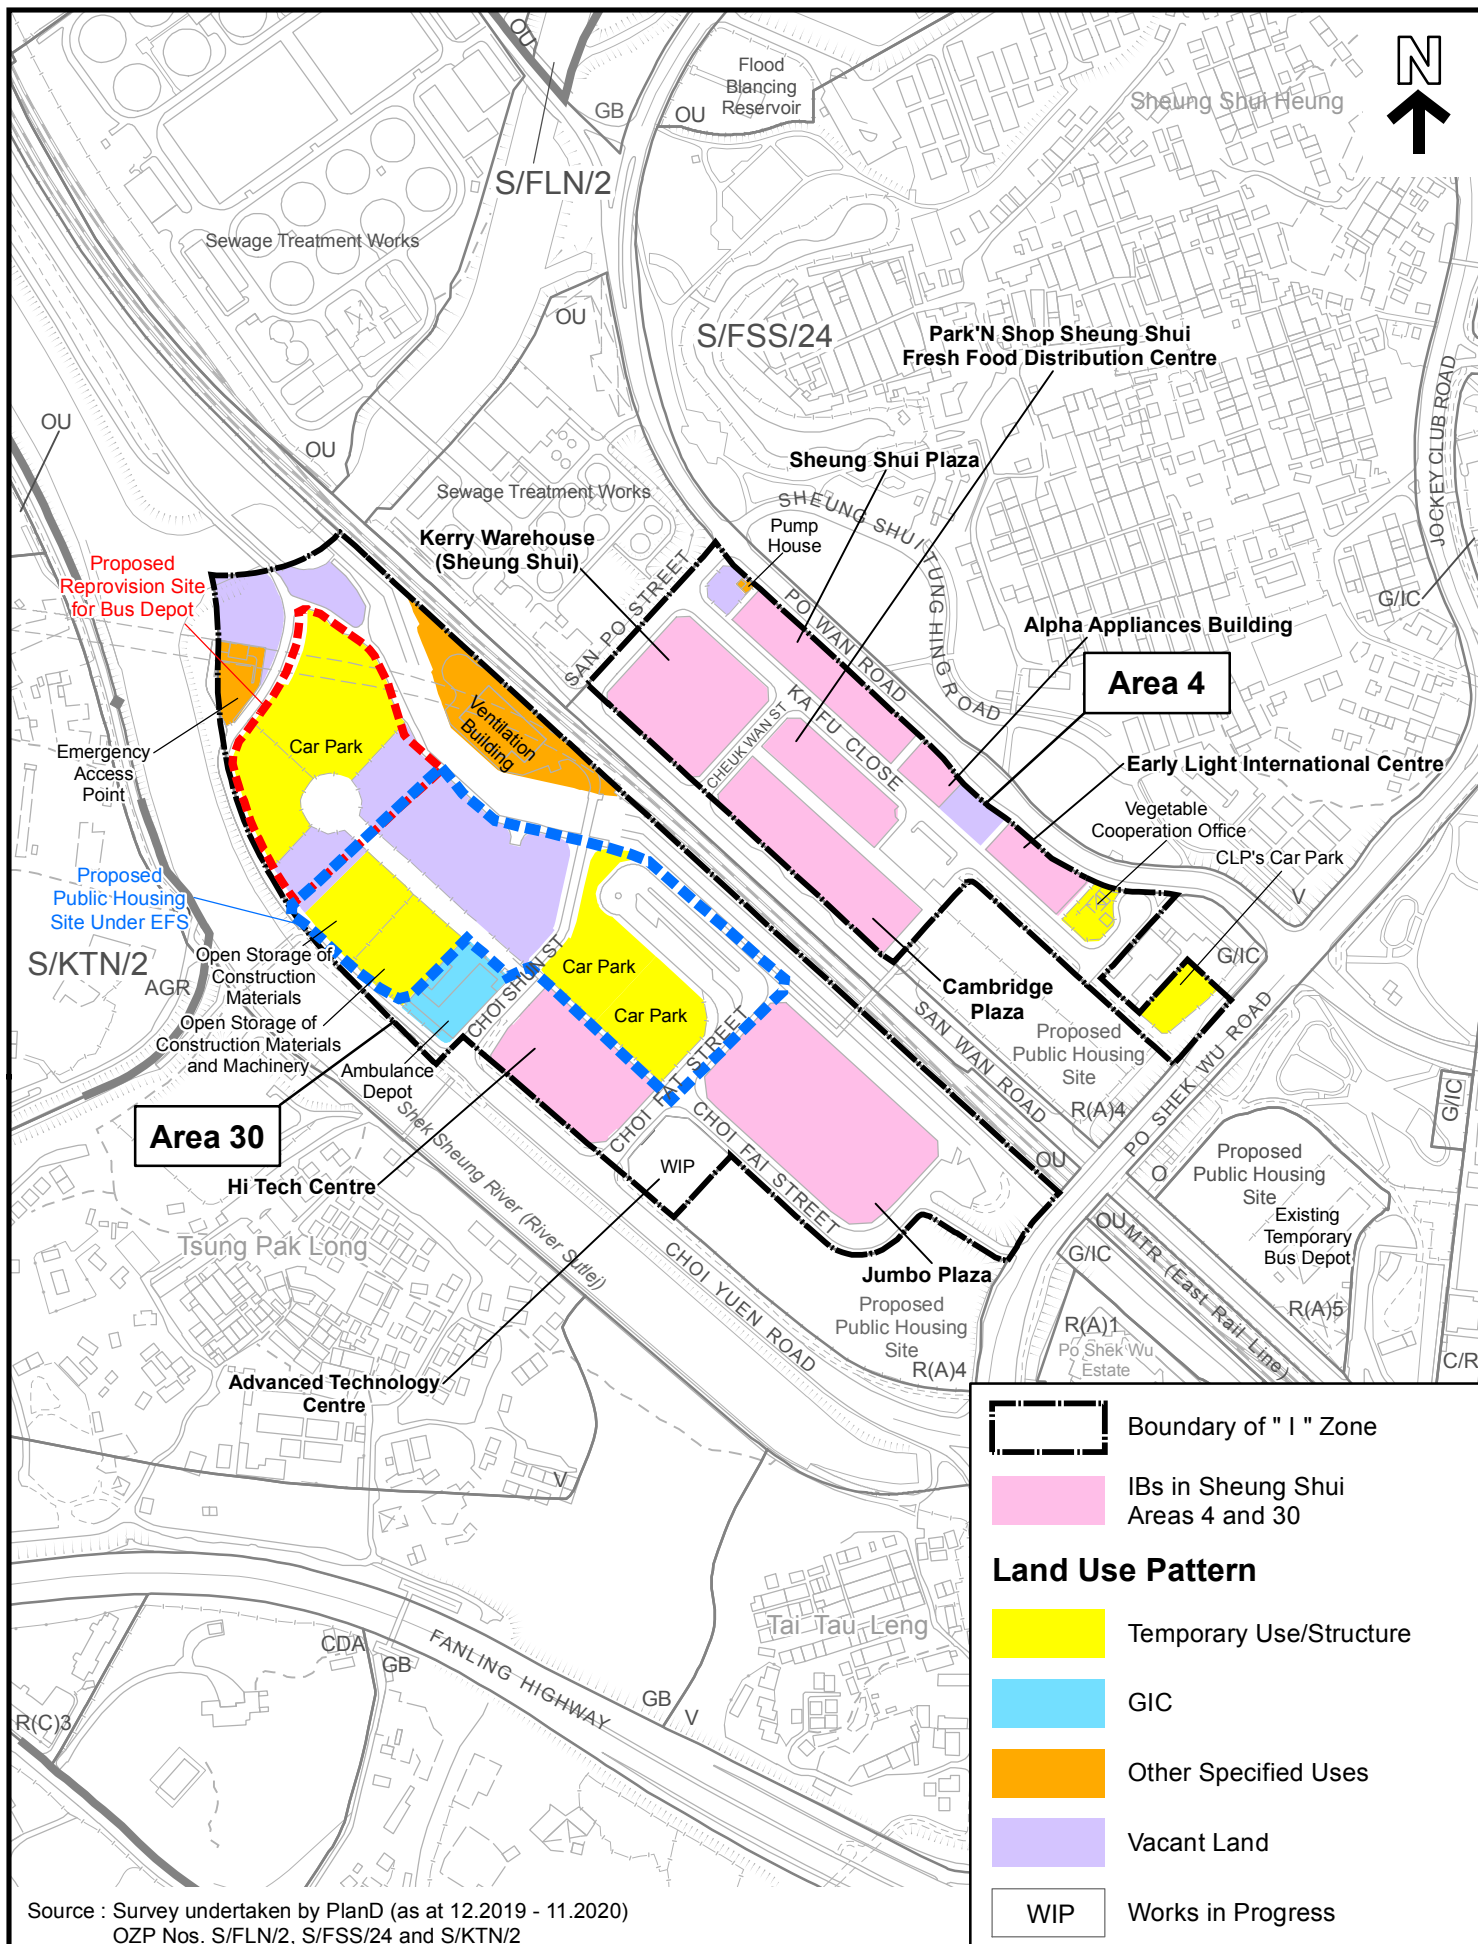 OU
Flood
Blancing
Reservoir
GB
OU
Sheung Shui Heung
N
S/FLN/2
Sewage Treatment Works
OU
S/FSS/24
Park'N Shop Sheung Shui
Fresh Food Distribution Centre
JOCKEY CLUB ROAD
OU
OU
Sheung Shui Plaza
Sewage Treatment Works
SHEUNG SHUI TUNG HING ROAD
Kerry Warehouse
(Sheung Shui)
Pump
House
Proposed
Reprovision Site
for Bus Depot
SAN PO STREET
PO WAN ROAD
G/IC
Alpha Appliances Building
Area 4
KA FU CLOSE
CHEUK WAN ST
Ventilation
Building
Car Park
Emergency
Access
Point
Early Light International Centre
Vegetable
Cooperation Office
CLP's Car Park
V
Proposed
Public Housing
Site Under EFS
S/KTN/2
AGR
Open Storage of
Construction
Materials
Open Storage of
Construction Materials
and Machinery
Ambulance
Depot
CHOI SHUN ST
Car Park
Car Park
G/IC
Cambridge
Plaza
SAN WAN ROAD
Proposed
Public Housing
Site
R(A)4
PO SHEK WU ROAD
G/IC
CHOI FAT STREET
Area 30
Hi Tech Centre
Shek Sheung River (River Sutlej)
WIP
CHOI FAI STREET
OU
O
Proposed
Public Housing
Site
Existing
Temporary
Bus Depot
OU
G/IC
MTR (East Rail Line)
R(A)5
Tsung Pak Long
CHOI YUEN ROAD
Jumbo Plaza
Proposed
Public Housing
Site
R(A)4
R(A)1
Po Shek Wu
Estate
C/R
Advanced Technology
Centre
V
Boundary of " I " Zone
IBs in Sheung Shui
Areas 4 and 30
Land Use Pattern
Temporary Use/Structure
GIC
Other Specified Uses
Vacant Land
WIP
Works in Progress
Tai Tau Leng
CDA
GB
FANLING HIGHWAY
GB
V
R(C)3
Source : Survey undertaken by PlanD (as at 12.2019 - 11.2020)
OZP Nos. S/FLN/2, S/FSS/24 and S/KTN/2